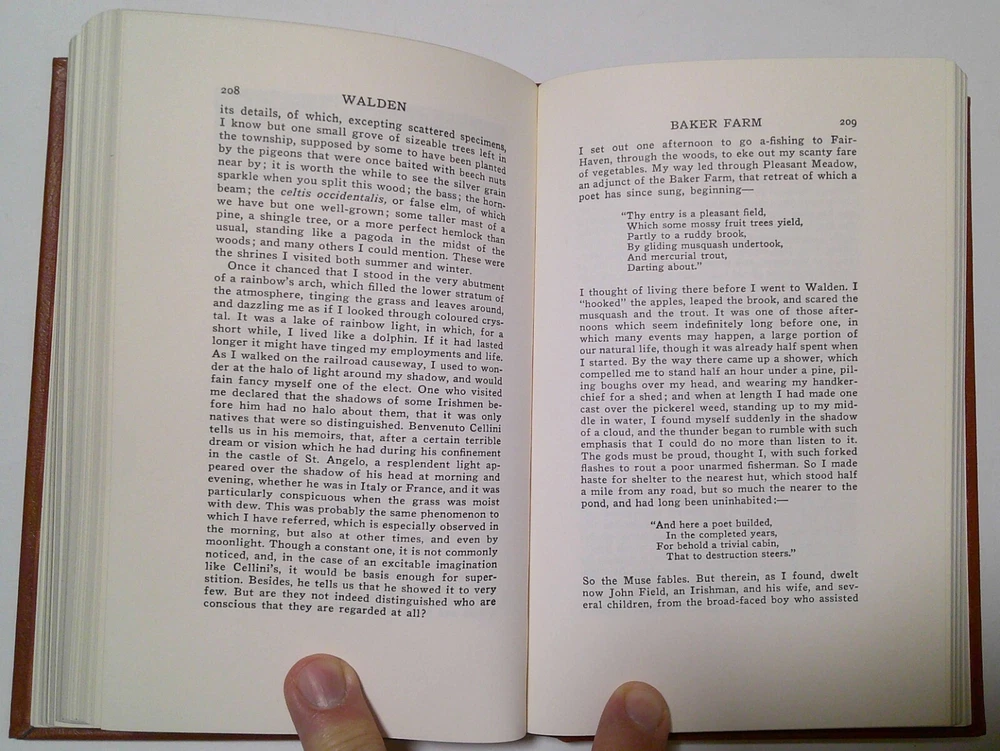 208
WALDEN
its details, of which, excepting scattered specimens,
I know but one small grove of sizeable trees left in
the township, supposed by some to have been planted
by the pigeons that were once baited with beech nuts
near by; it is worth the while to see the silver grain
sparkle when you split this wood; the bass; the horn-
beam; the celtis occidentalis, or false elm, of which
we have but one well-grown; some taller mast of a
pine, a shingle tree, or a more perfect hemlock than
usual, standing like a pagoda in the midst of the
woods; and many others I could mention. These were
the shrines I visited both summer and winter.
Once it chanced that I stood in the very abutment
of a rainbow's arch, which filled the lower stratum of
the atmosphere, tinging the grass and leaves around,
and dazzling me as if I looked through coloured crys-
tal. It was a lake of rainbow light, in which, for a
short while, I lived like a dolphin. If it had lasted
longer it might have tinged my employments and life.
As I walked on the railroad causeway, I used to won-
der at the halo of light around my shadow, and would
fain fancy myself one of the elect. One who visited
me declared that the shadows of some Irishmen be-
fore him had no halo about them, that it was only
natives that were so distinguished. Benvenuto Cellini
tells us in his memoirs, that, after a certain terrible
dream or vision which he had during his confinement
in the castle of St. Angelo, a resplendent light ap-
peared over the shadow of his head at morning and
evening, whether he was in Italy or France, and it was
particularly conspicuous when the grass was moist
with dew. This was probably the same phenomenon to
which I have referred, which is especially observed in
the morning, but also at other times, and even by
moonlight. Though a constant one, it is not commonly
noticed, and, in the case of an excitable imagination
like Cellini's, it would be basis enough for super-
stition. Besides, he tells us that he showed it to very
few. But are they not indeed distinguished who are
conscious that they are regarded at all?
BAKER FARM
209
I set out one afternoon to go a-fishing to Fair-
Haven, through the woods, to eke out my scanty fare
of vegetables. My way led through Pleasant Meadow,
an adjunct of the Baker Farm, that retreat of which a
poet has since sung, beginning—
"Thy entry is a pleasant field,
Which some mossy fruit trees yield,
Partly to a ruddy brook,
By gliding musquash undertook,
And mercurial trout,
Darting about."
I thought of living there before I went to Walden. I
"hooked" the apples, leaped the brook, and scared the
musquash and the trout. It was one of those after-
noons which seem indefinitely long before one, in
which many events may happen, a large portion of
our natural life, though it was already half spent when
I started. By the way there came up a shower, which
compelled me to stand half an hour under a pine, pil-
ing boughs over my head, and wearing my handker-
chief for a shed; and when at length I had made one
cast over the pickerel weed, standing up to my mid-
dle in water, I found myself suddenly in the shadow
of a cloud, and the thunder began to rumble with such
emphasis that I could do no more than listen to it.
The gods must be proud, thought I, with such forked
flashes to rout a poor unarmed fisherman. So I made
haste for shelter to the nearest hut, which stood half
a mile from any road, but so much the nearer to the
pond, and had long been uninhabited:—
"And here a poet builded,
In the completed years,
For behold a trivial cabin,
That to destruction steers."
So the Muse fables. But therein, as I found, dwelt
now John Field, an Irishman, and his wife, and sev-
eral children, from the broad-faced boy who assisted